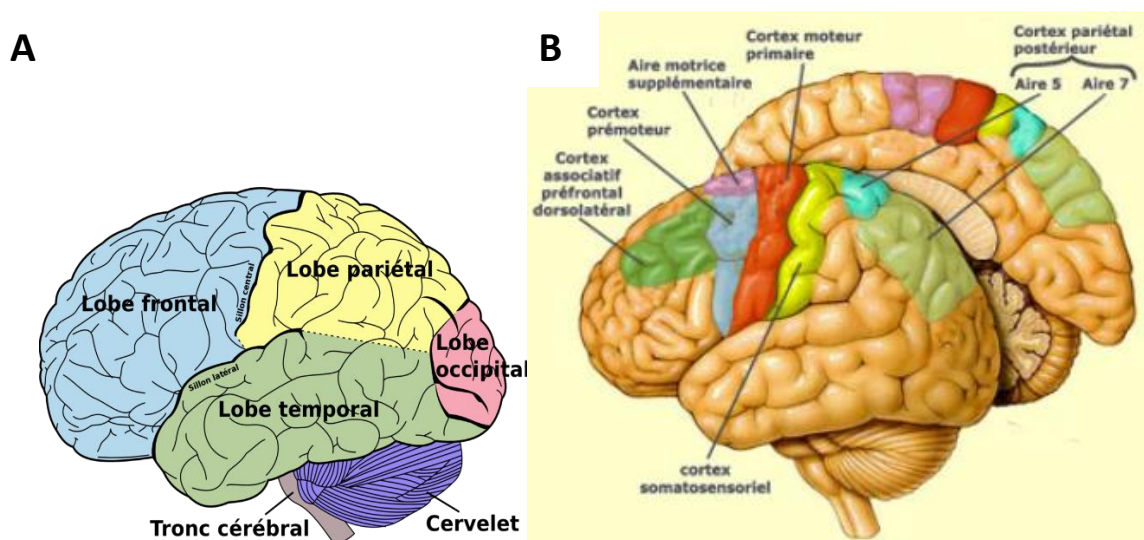 A
Lobe frontal
Sillon central
Lobe pariétal
Lobe
occipital
Sillon latéral
Lobe temporal
Tronc cérébral
Cervelet
B
Cortex moteur
primaire
Aire motrice
supplémentaire
Cortex
prémoteur
Cortex
associatif
préfrontal
dorsolatéral
Cortex pariétal
postérieur
Aire 5
Aire 7
cortex
somatosensoriel